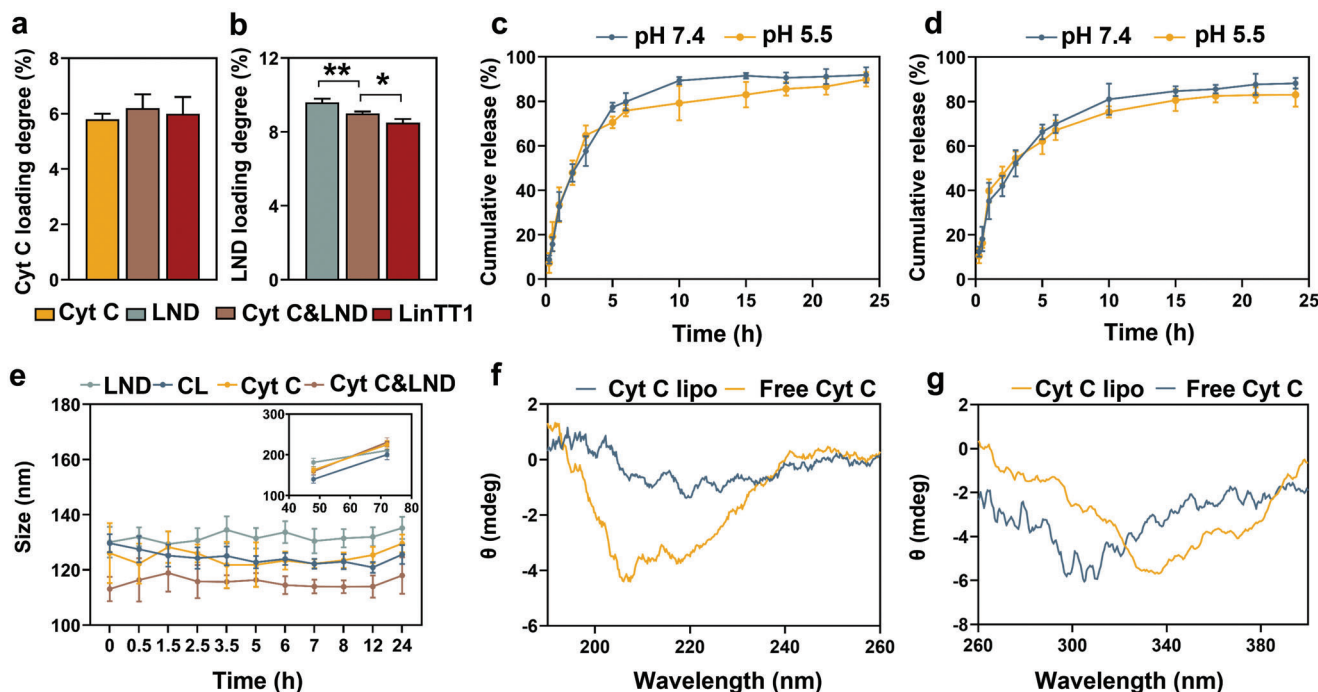 a
Cyt C loading degree (%)
8
6
4
2
0
b
LND loading degree (%)
12
9
6
3
0
**
*
Cyt C LND Cyt C&LND LinTT1
c
pH 7.4 pH 5.5
Cumulative release (%)
100
80
60
40
20
0
0 5 10 15 20 25
Time (h)
d
pH 7.4 pH 5.5
Cumulative release (%)
100
80
60
40
20
0
0 5 10 15 20 25
Time (h)
e
LND CL Cyt C Cyt C&LND
Size (nm)
180
160
140
120
100
300
200
100
40 50 60 70 80
0 0.5 1.5 2.5 3.5 5 6 7 8 12 24
Time (h)
f
Cyt C lipo Free Cyt C
θ (mdeg)
2
0
-2
-4
-6
200 220 240 260
Wavelength (nm)
g
Cyt C lipo Free Cyt C
θ (mdeg)
2
0
-2
-4
-6
-8
260 300 340 380
Wavelength (nm)